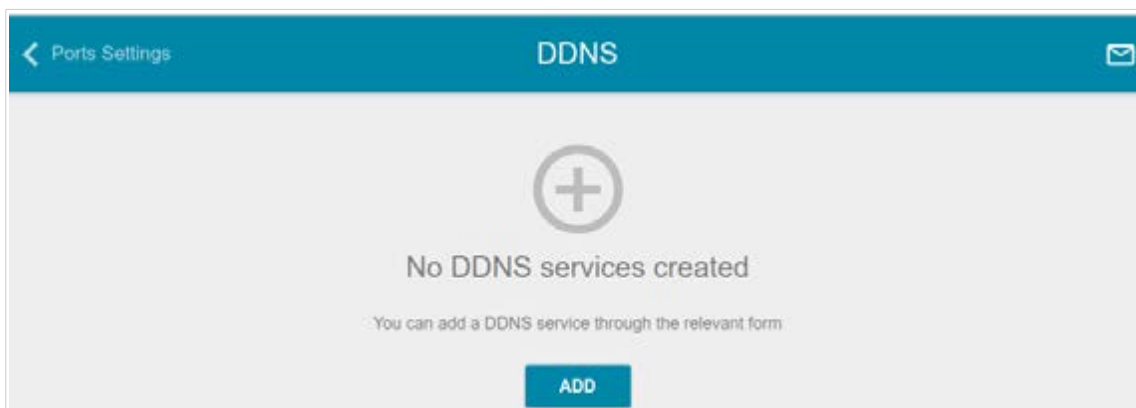 Ports Settings
DDNS
No DDNS services created
You can add a DDNS service through the relevant form
ADD